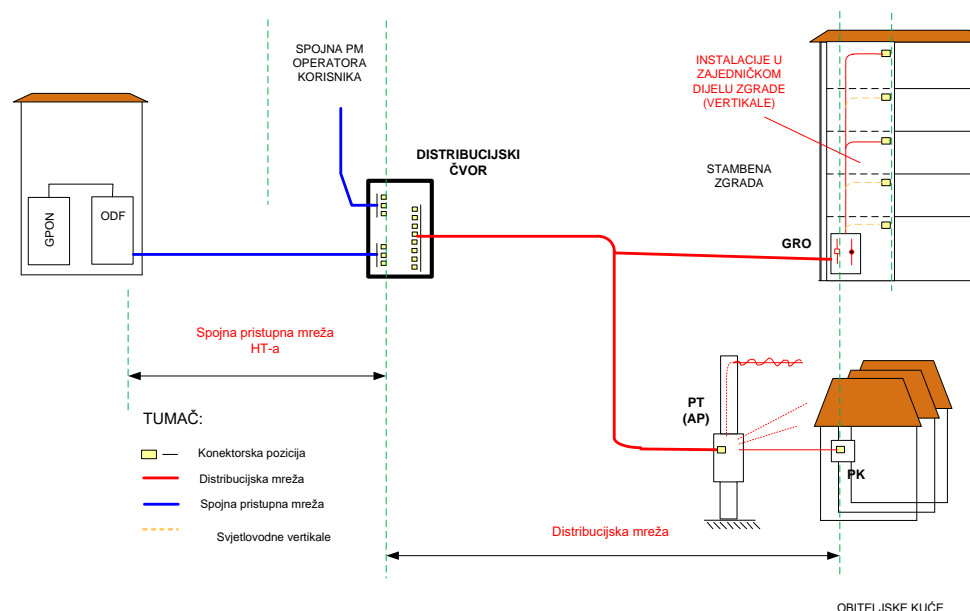 SPOJNA PM
OPERATORA
KORISNIKA
INSTALACIJE U
ZAJEDNIČKOM
DIJELU ZGRADE
(VERTIKALE)
DISTRIBUCIJSKI
ČVOR
STAMBENA
ZGRADA
GPON
ODF
GRO
Spojna pristupna mreža
HT-a
PT
(AP)
PK
TUMAČ:
Konektorska pozicija
Distribucijska mreža
Spojna pristupna mreža
Svjetlovodne vertikale
Distribucijska mreža
OBITELJSKE KUĆE